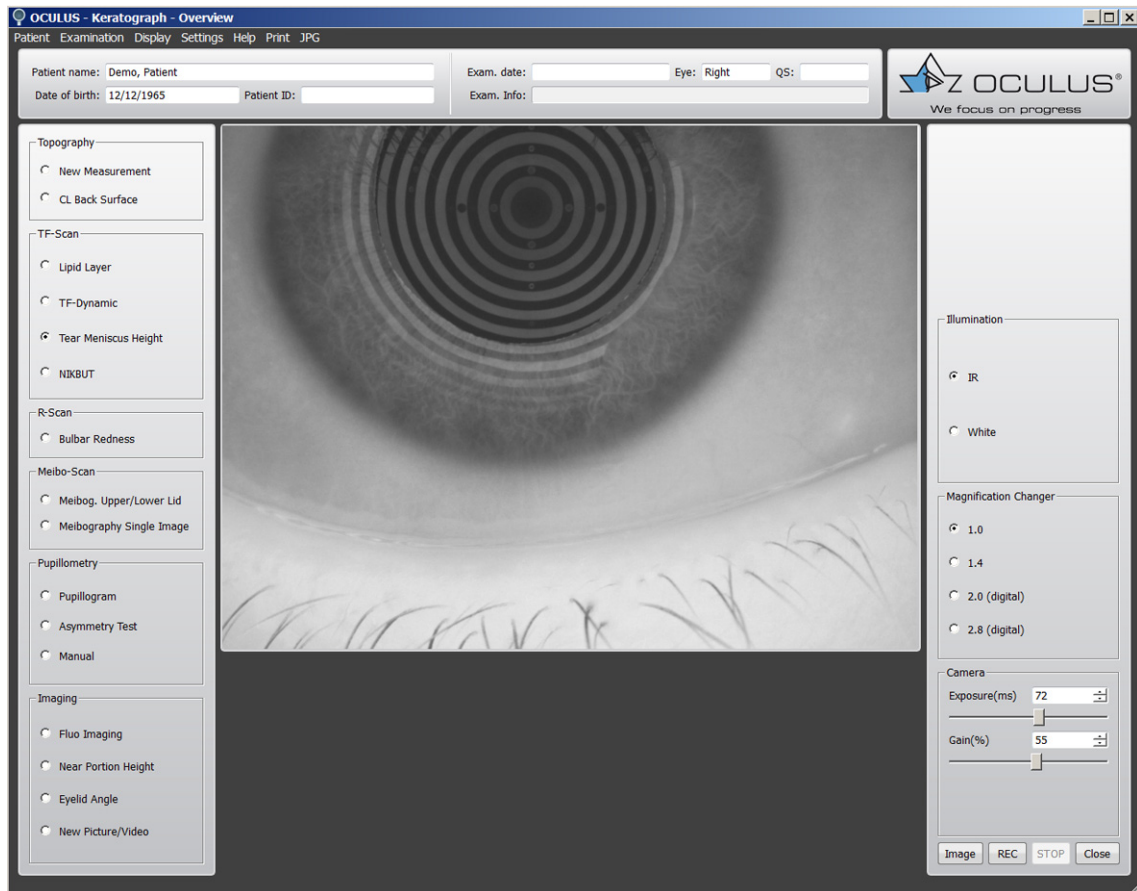 OCULUS - Keratograph - Overview
Patient Examination Display Settings Help Print JPG
Patient name: Demo, Patient
Date of birth: 12/12/1965 Patient ID:
Exam. date: Eye: Right QS:
Exam. Info:
OCULUS®
We focus on progress
Topography
New Measurement
CL Back Surface
TF-Scan
Lipid Layer
TF-Dynamic
Tear Meniscus Height
NIKBUT
R-Scan
Bulbar Redness
Meibo-Scan
Meibog. Upper/Lower Lid
Meibography Single Image
Pupillometry
Pupillogram
Asymmetry Test
Manual
Imaging
Fluo Imaging
Near Portion Height
Eyelid Angle
New Picture/Video
Illumination
IR
White
Magnification Changer
1.0
1.4
2.0 (digital)
2.8 (digital)
Camera
Exposure(ms) 72
Gain(%) 55
Image REC STOP Close